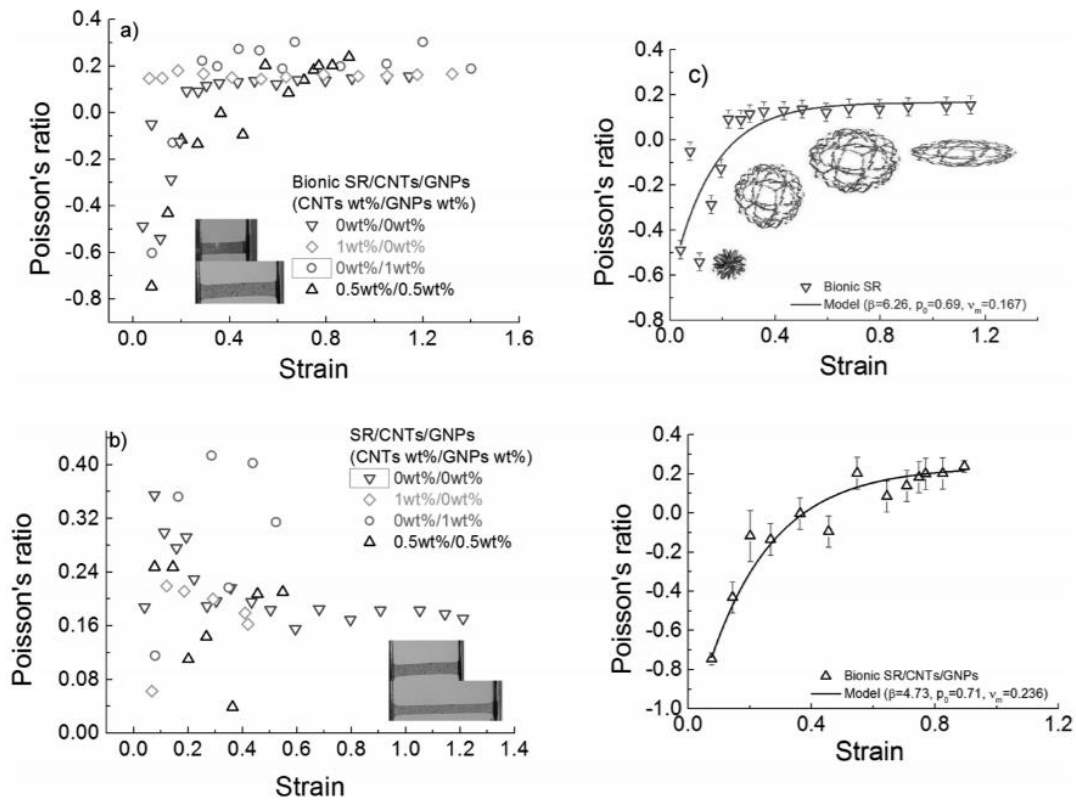 a)
0.4
0.2
0.0
-0.2
-0.4
-0.6
-0.8
Poisson's ratio
Bionic SR/CNTs/GNPs
(CNTs wt%/GNPs wt%)
0wt%/0wt%
1wt%/0wt%
0wt%/1wt%
0.5wt%/0.5wt%
0.0 0.4 0.8 1.2 1.6
Strain
c)
0.4
0.2
0.0
-0.2
-0.4
-0.6
-0.8
Poisson's ratio
Bionic SR
Model (β=6.26, p₀=0.69, νₘ=0.167)
0.0 0.4 0.8 1.2
Strain
b)
0.40
0.32
0.24
0.16
0.08
0.00
Poisson's ratio
SR/CNTs/GNPs
(CNTs wt%/GNPs wt%)
0wt%/0wt%
1wt%/0wt%
0wt%/1wt%
0.5wt%/0.5wt%
0.0 0.2 0.4 0.6 0.8 1.0 1.2 1.4
Strain
0.4
0.2
0.0
-0.2
-0.4
-0.6
-0.8
-1.0
Poisson's ratio
Bionic SR/CNTs/GNPs
Model (β=4.73, p₀=0.71, νₘ=0.236)
0.0 0.4 0.8 1.2
Strain